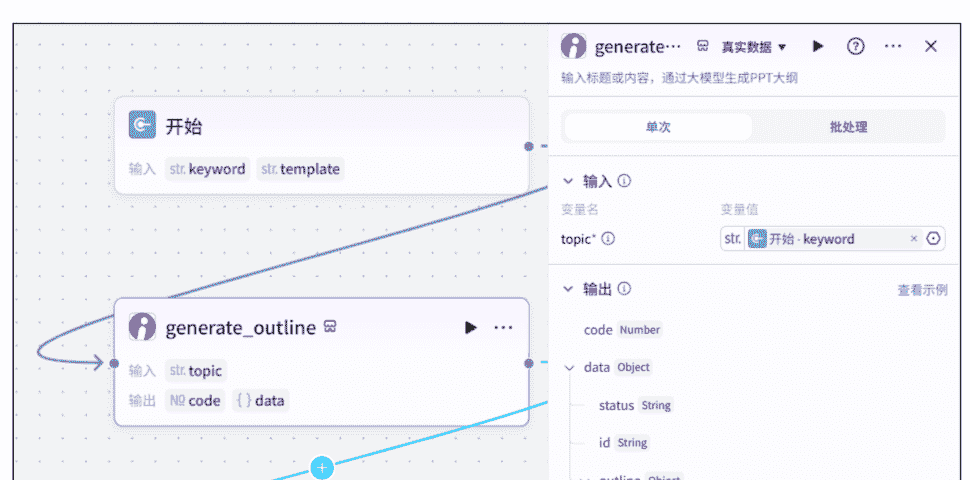 开始
输入 str. keyword str. template
generate_outline
输入 str. topic
输出 № code { } data
generate··· 真实数据
输入标题或内容，通过大模型生成PPT大纲
单次 批处理
输入
变量名 变量值
topic* str. 开始 - keyword
输出 查看示例
code Number
data Object
status String
id String
outline Object